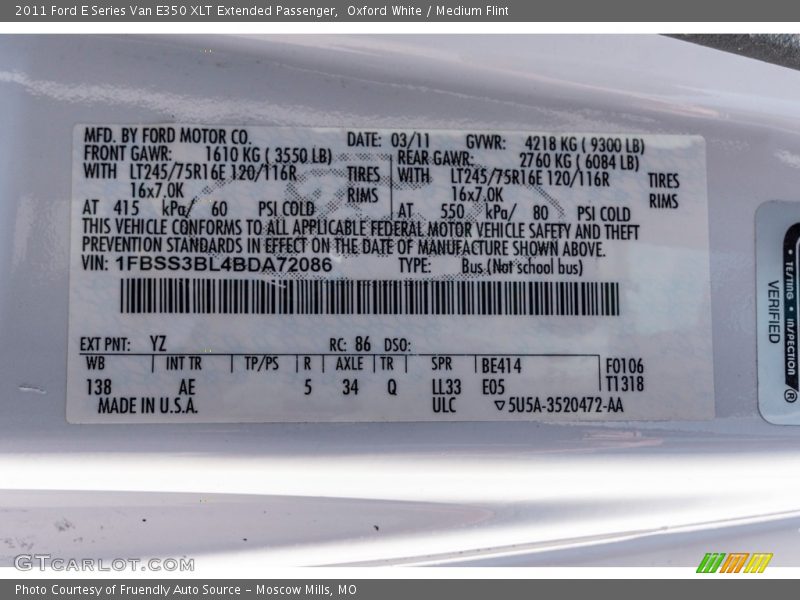 2011 Ford E Series Van E350 XLT Extended Passenger,  Oxford White / Medium Flint
MFD. BY FORD MOTOR CO. DATE: 03/11 GVWR: 4218 KG ( 9300 LB)
FRONT GAWR: 1610 KG ( 3550 LB) REAR GAWR: 2760 KG ( 6084 LB)
WITH LT245/75R16E 120/116R TIRES WITH LT245/75R16E 120/116R TIRES
16x7.0K RIMS 16x7.0K RIMS
AT 415 kPa/ 60 PSI COLD AT 550 kPa/ 80 PSI COLD
THIS VEHICLE CONFORMS TO ALL APPLICABLE FEDERAL MOTOR VEHICLE SAFETY AND THEFT
PREVENTION STANDARDS IN EFFECT ON THE DATE OF MANUFACTURE SHOWN ABOVE.
VIN: 1FBSS3BL4BDA72086 TYPE: Bus (Not school bus)
EXT PNT: YZ RC: 86 DSO:
WB INT TR TP/PS R AXLE TR SPR BE414 F0106
138 AE 5 34 Q LL33 E05 T1318
MADE IN U.S.A. ULC ▽5U5A-3520472-AA
• TESTING • INSPECTION ®
VERIFIED
GTCARLOT.COM
Photo Courtesy of Fruendly Auto Source – Moscow Mills, MO